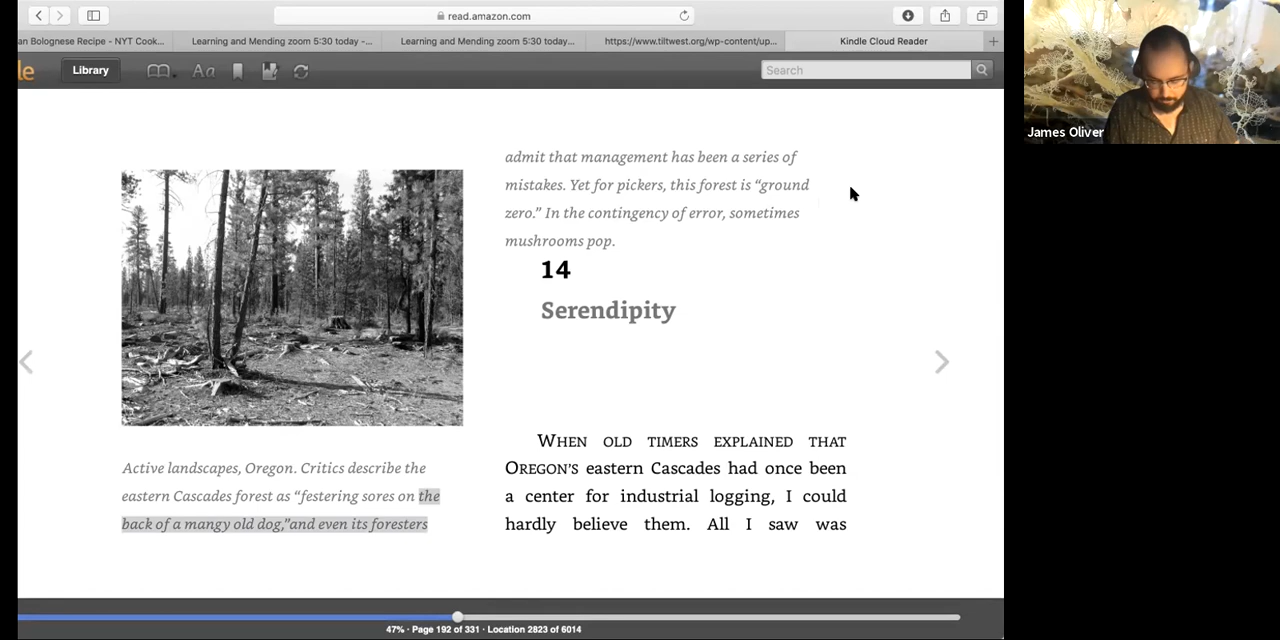 read.amazon.com
an Bolognese Recipe - NYT Cook...
Learning and Mending zoom 5:30 today -...
Learning and Mending zoom 5:30 today...
https://www.tiltwest.org/wp-content/up...
Kindle Cloud Reader
le
Library
Aa
Search
James Oliver
Active landscapes, Oregon. Critics describe the
eastern Cascades forest as “festering sores on the
back of a mangy old dog,”and even its foresters
admit that management has been a series of
mistakes. Yet for pickers, this forest is “ground
zero.” In the contingency of error, sometimes
mushrooms pop.
14
Serendipity
WHEN OLD TIMERS EXPLAINED THAT
OREGON’S eastern Cascades had once been
a center for industrial logging, I could
hardly believe them. All I saw was
47% · Page 192 of 331 · Location 2823 of 6014